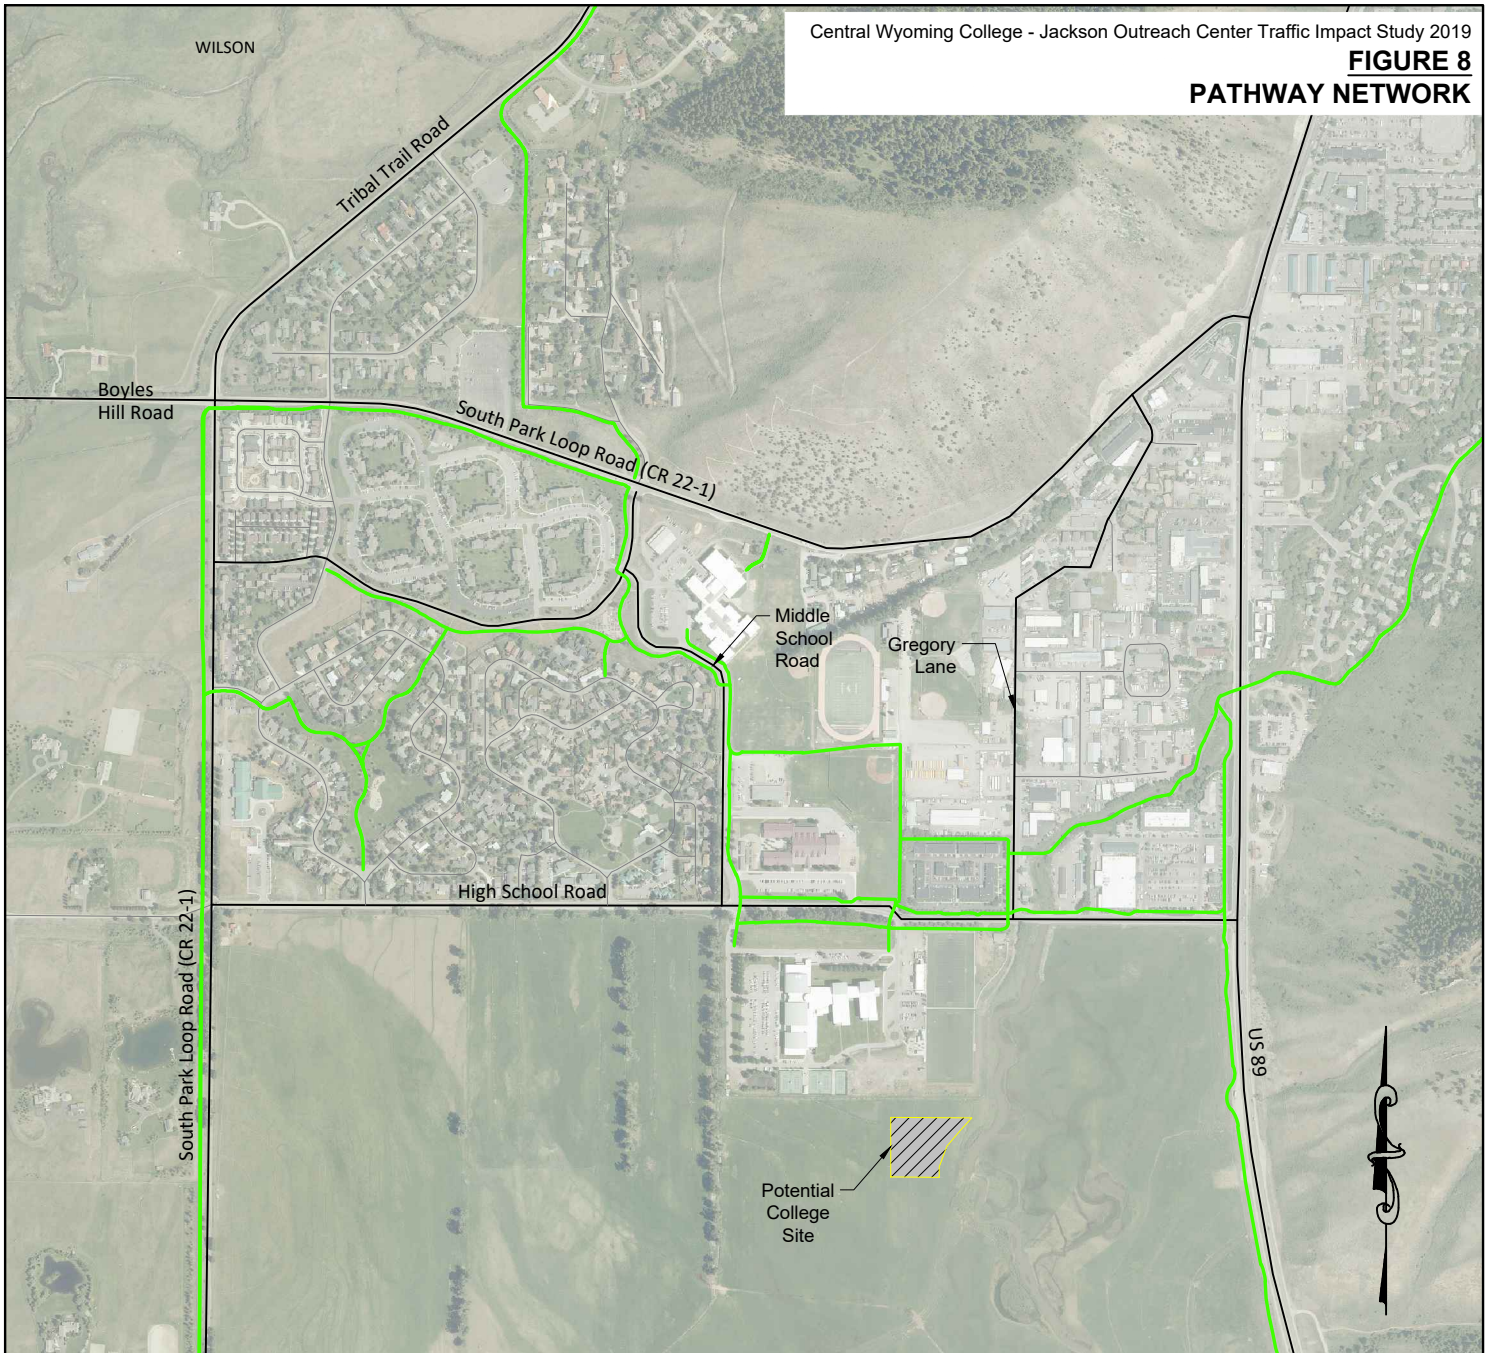 Central Wyoming College - Jackson Outreach Center Traffic Impact Study 2019
FIGURE 8
PATHWAY NETWORK
WILSON
Tribal Trail Road
Boyles
Hill Road
South Park Loop Road (CR 22-1)
Middle
School
Road
Gregory
Lane
High School Road
South Park Loop Road (CR 22-1)
US 89
Potential
College
Site